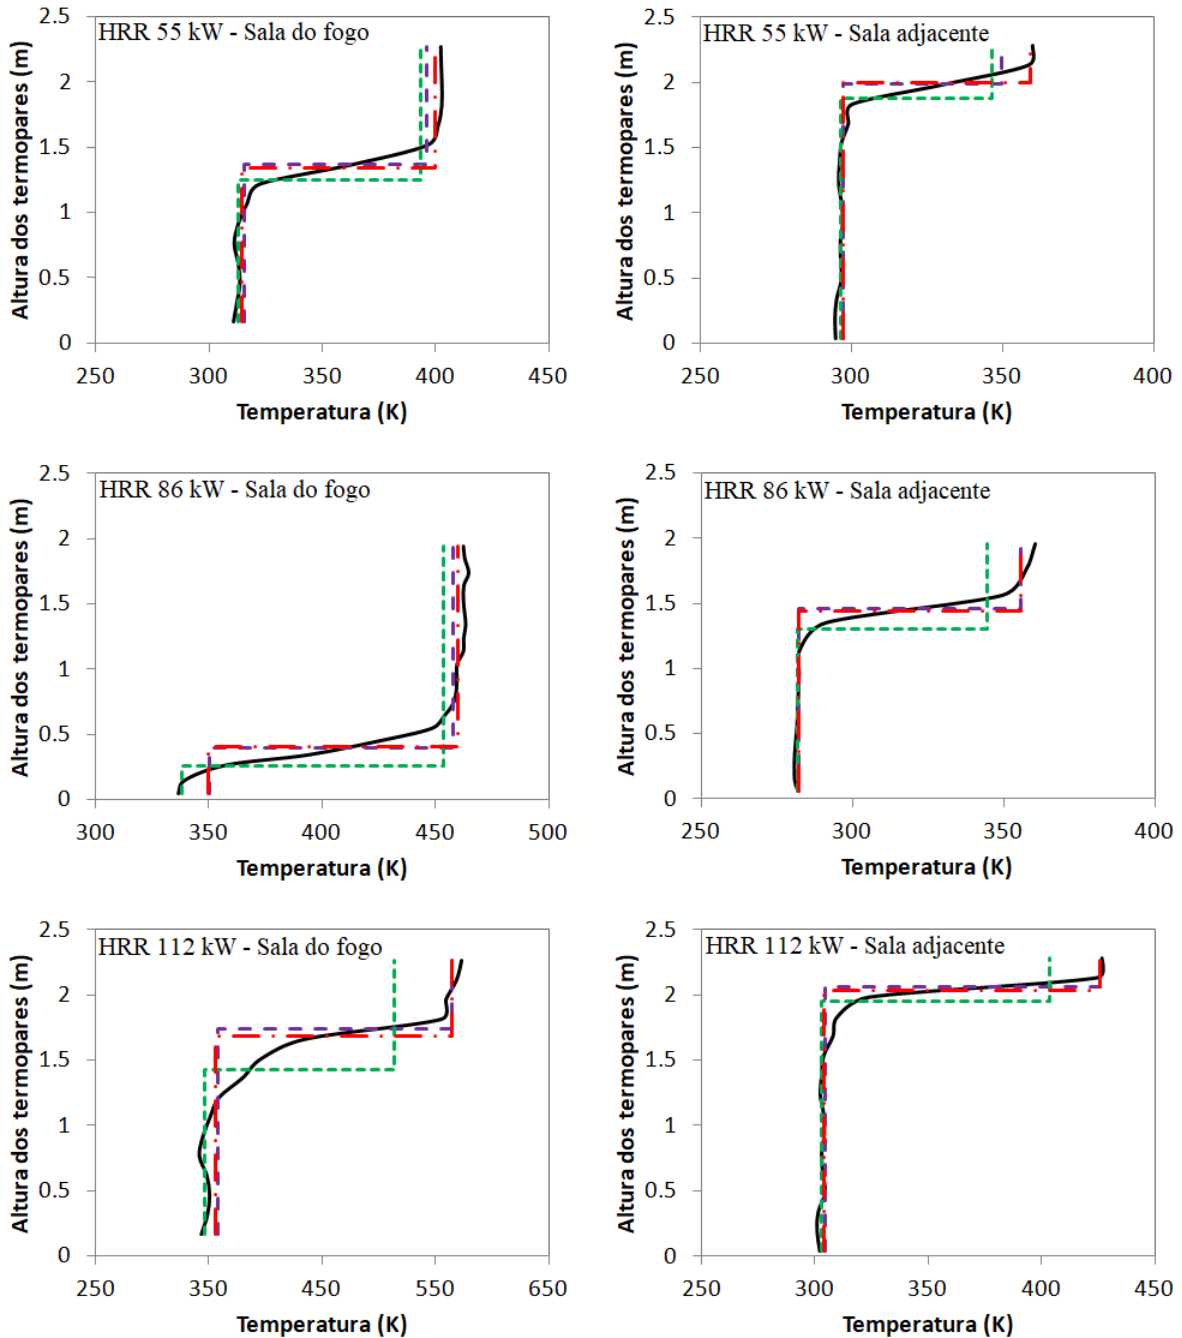 HRR 55 kW - Sala do fogo
Altura dos termopares (m)
2.5
2
1.5
1
0.5
0
250 300 350 400 450
Temperatura (K)
HRR 55 kW - Sala adjacente
Altura dos termopares (m)
2.5
2
1.5
1
0.5
0
250 300 350 400
Temperatura (K)
HRR 86 kW - Sala do fogo
Altura dos termopares (m)
2.5
2
1.5
1
0.5
0
300 350 400 450 500
Temperatura (K)
HRR 86 kW - Sala adjacente
Altura dos termopares (m)
2.5
2
1.5
1
0.5
0
250 300 350 400
Temperatura (K)
HRR 112 kW - Sala do fogo
Altura dos termopares (m)
2.5
2
1.5
1
0.5
0
250 350 450 550 650
Temperatura (K)
HRR 112 kW - Sala adjacente
Altura dos termopares (m)
2.5
2
1.5
1
0.5
0
250 300 350 400 450
Temperatura (K)